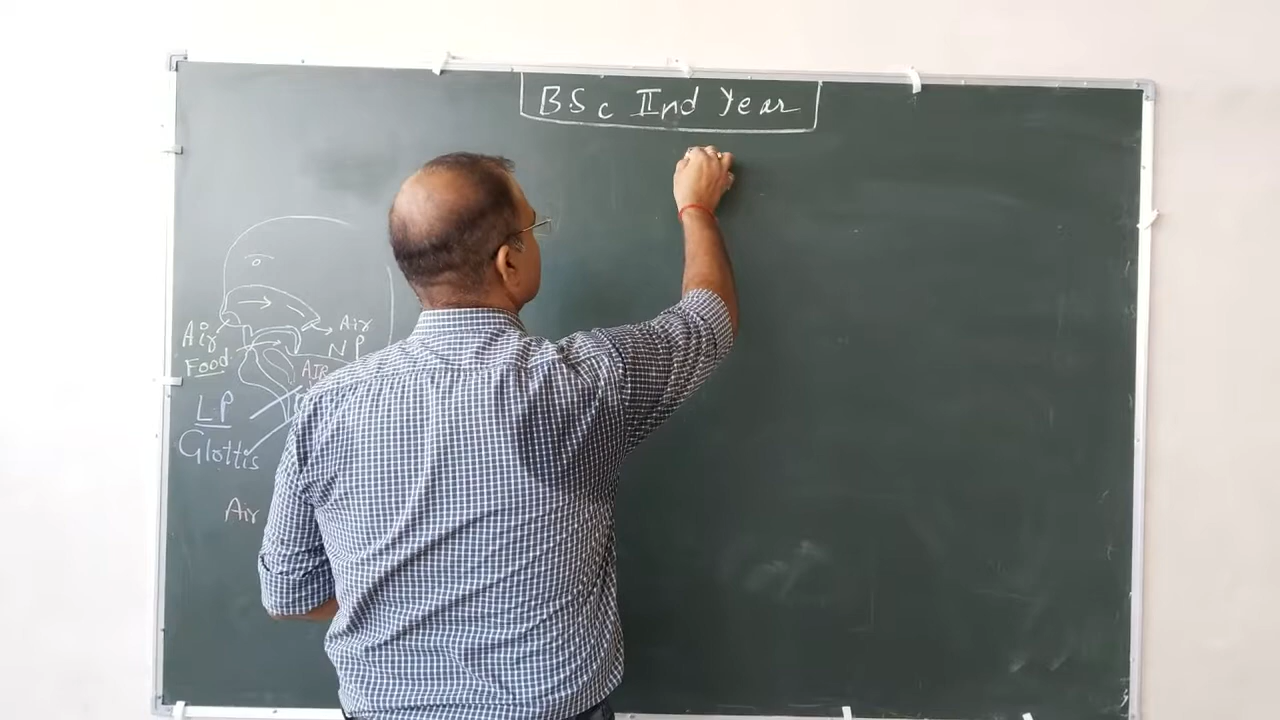 BSc IInd Year
Air
Air
NP
Food
AIR
LP
Glottis
Air